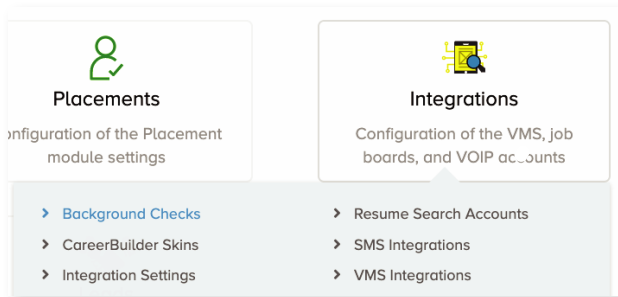 Placements
onfiguration of the Placement
module settings
Integrations
Configuration of the VMS, job
boards, and VOIP accounts
Background Checks
CareerBuilder Skins
Integration Settings
Resume Search Accounts
SMS Integrations
VMS Integrations